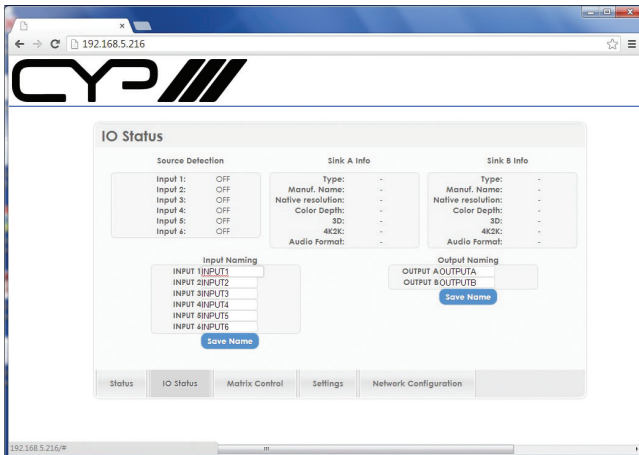 192.168.5.216
CYP
IO Status
Source Detection
Input 1: OFF
Input 2: OFF
Input 3: OFF
Input 4: OFF
Input 5: OFF
Input 6: OFF
Sink A Info
Type: -
Manuf. Name: -
Native resolution: -
Color Depth: -
3D: -
4K2K: -
Audio Format: -
Sink B Info
Type: -
Manuf. Name: -
Native resolution: -
Color Depth: -
3D: -
4K2K: -
Audio Format: -
Input Naming
INPUT 1 INPUT1
INPUT 2 INPUT2
INPUT 3 INPUT3
INPUT 4 INPUT4
INPUT 5 INPUT5
INPUT 6 INPUT6
Save Name
Output Naming
OUTPUT A OUTPUTA
OUTPUT B OUTPUTB
Save Name
Status IO Status Matrix Control Settings Network Configuration
192.168.5.216/#